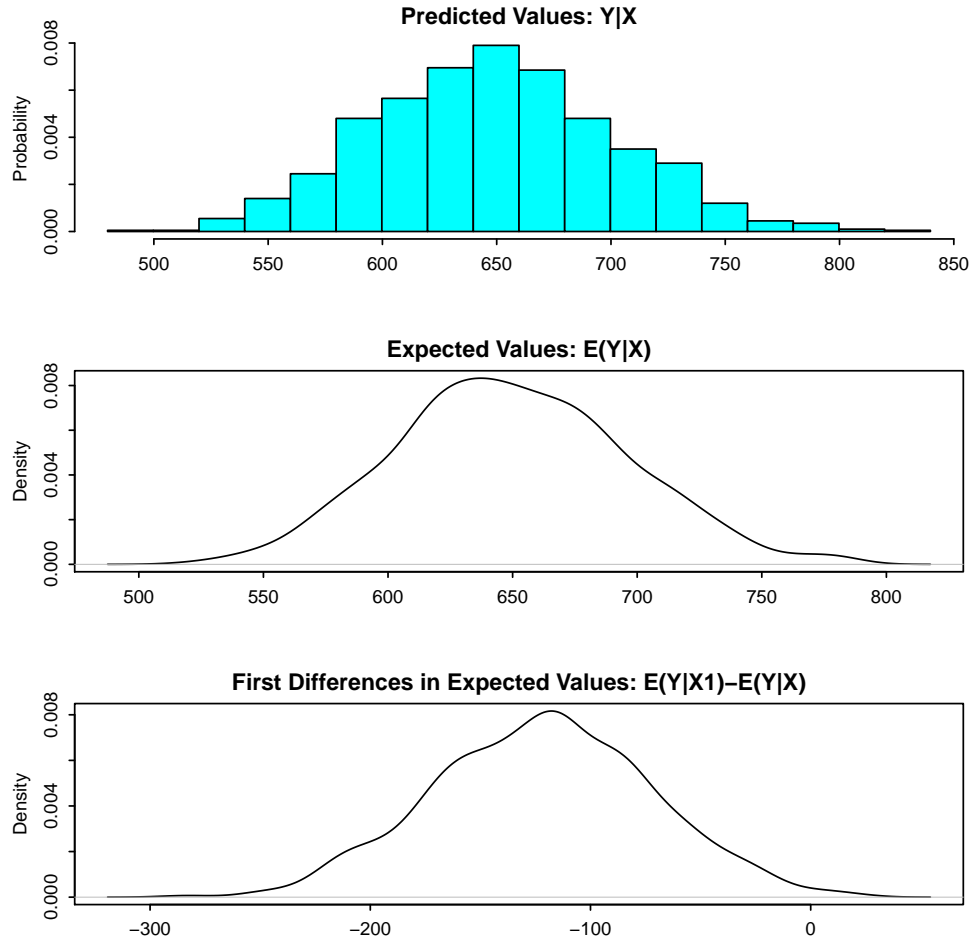 Predicted Values: Y|X
Probability
0.000 0.004 0.008
500 550 600 650 700 750 800 850
Expected Values: E(Y|X)
Density
0.000 0.004 0.008
500 550 600 650 700 750 800
First Differences in Expected Values: E(Y|X1)−E(Y|X)
Density
0.000 0.004 0.008
−300 −200 −100 0